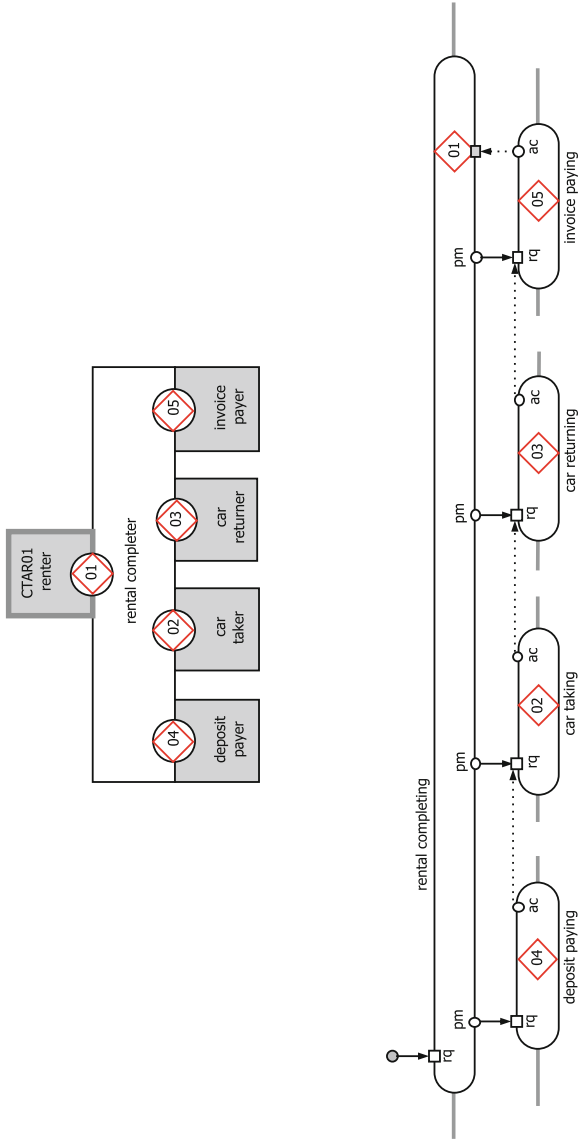 CTAR01
renter
01
rental completer
04
02
03
05
deposit
payer
car
taker
car
returner
invoice
payer
rental completing
01
rq
pm
pm
pm
pm
rq
04
ac
rq
02
ac
rq
03
ac
rq
05
ac
deposit paying
car taking
car returning
invoice paying